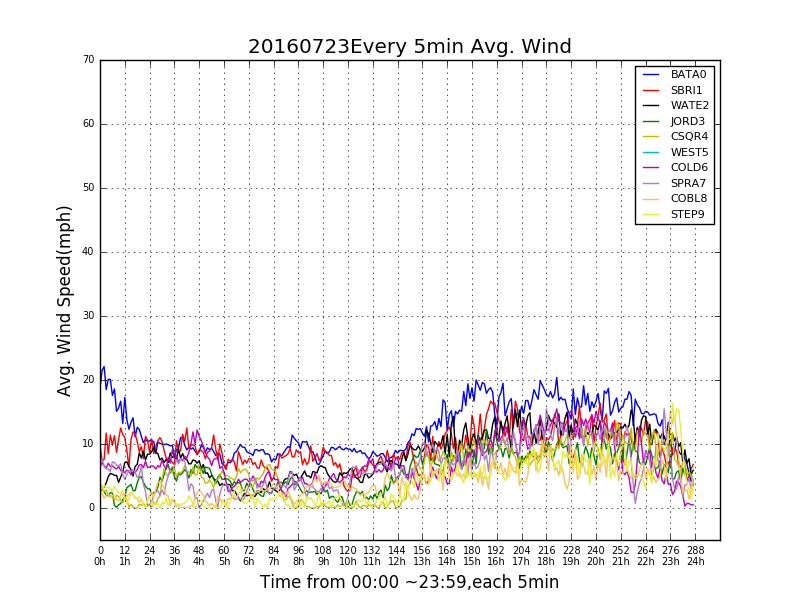 20160723Every 5min Avg. Wind
70
60
50
40
30
20
10
0
Avg. Wind Speed(mph)
BATA0
SBRI1
WATE2
JORD3
CSQR4
WEST5
COLD6
SPRA7
COBL8
STEP9
0 12 24 36 48 60 72 84 96 108 120 132 144 156 168 180 192 204 216 228 240 252 264 276 288
0h 1h 2h 3h 4h 5h 6h 7h 8h 9h 10h 11h 12h 13h 14h 15h 16h 17h 18h 19h 20h 21h 22h 23h 24h
Time from 00:00 ~23:59,each 5min